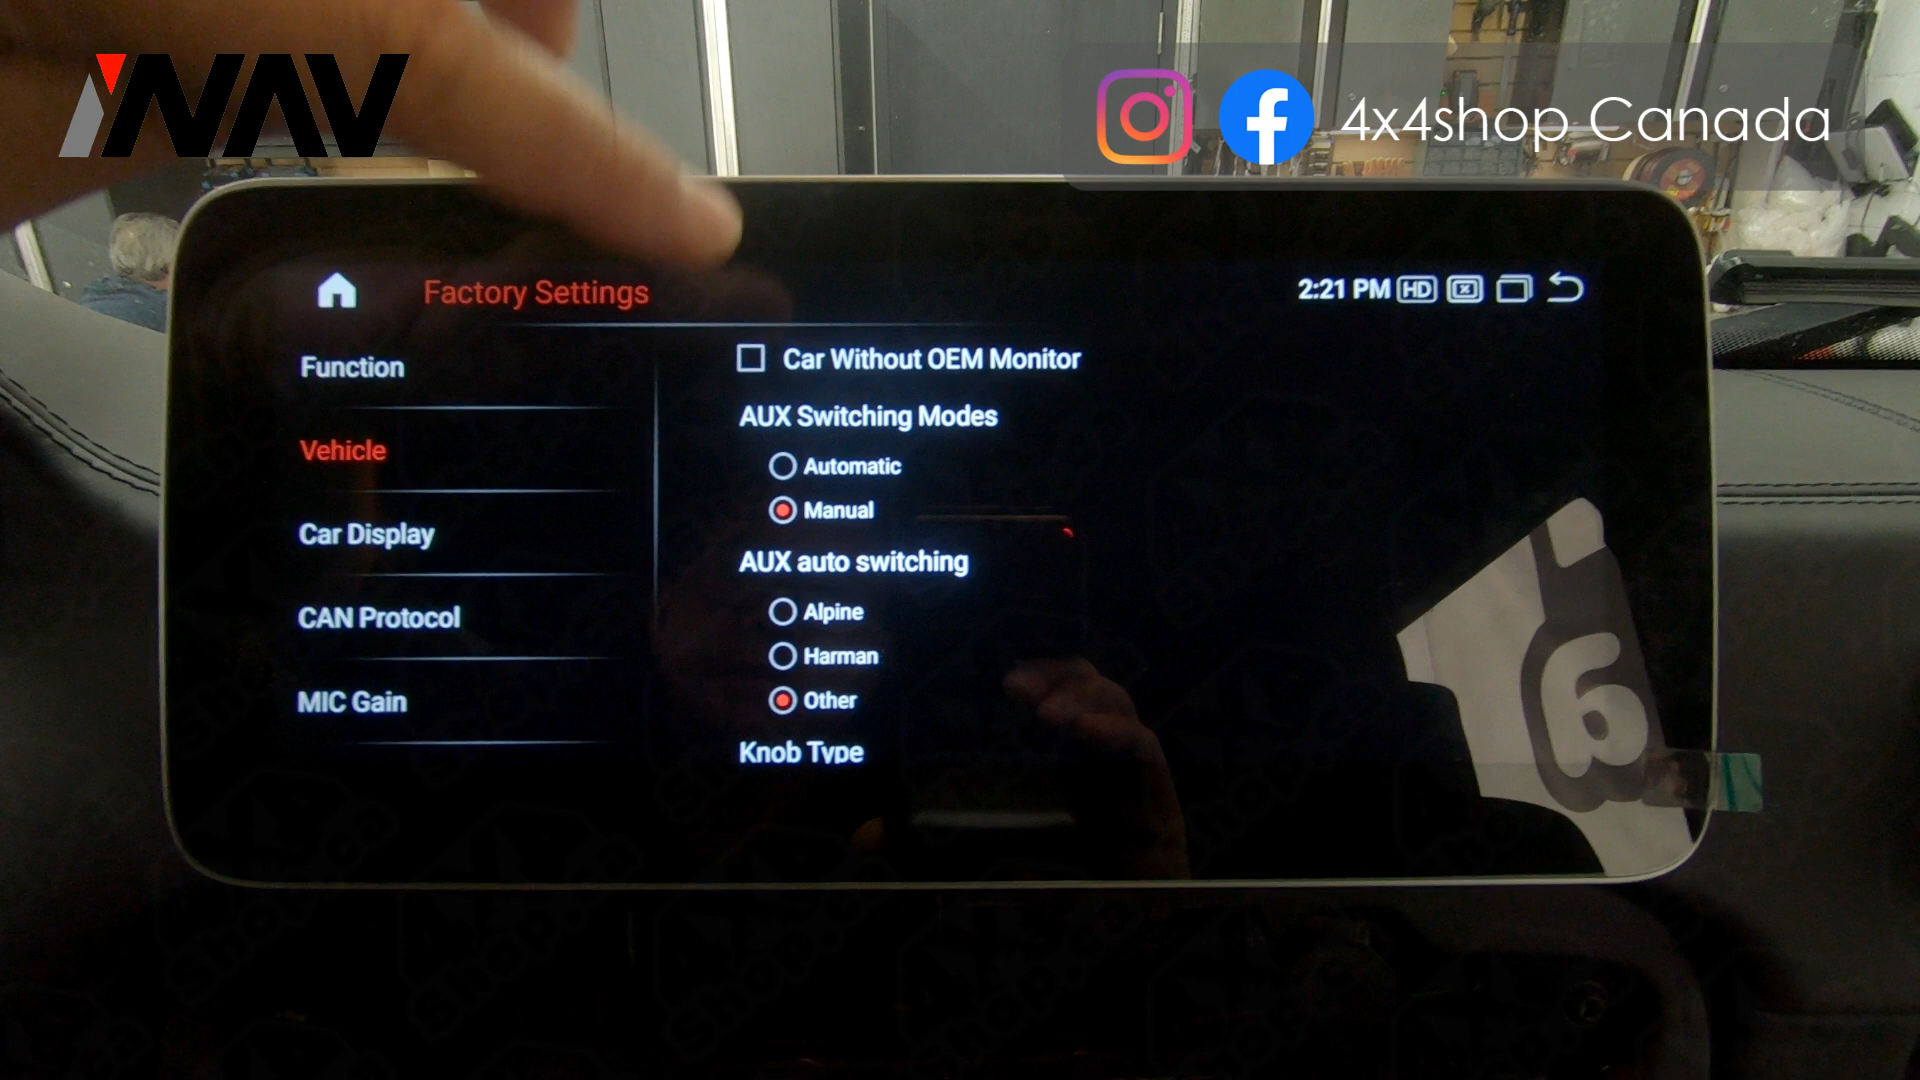 iNAV
4x4shop Canada
Factory Settings
2:21 PM HD
Function
Vehicle
Car Display
CAN Protocol
MIC Gain
Car Without OEM Monitor
AUX Switching Modes
Automatic
Manual
AUX auto switching
Alpine
Harman
Other
Knob Type